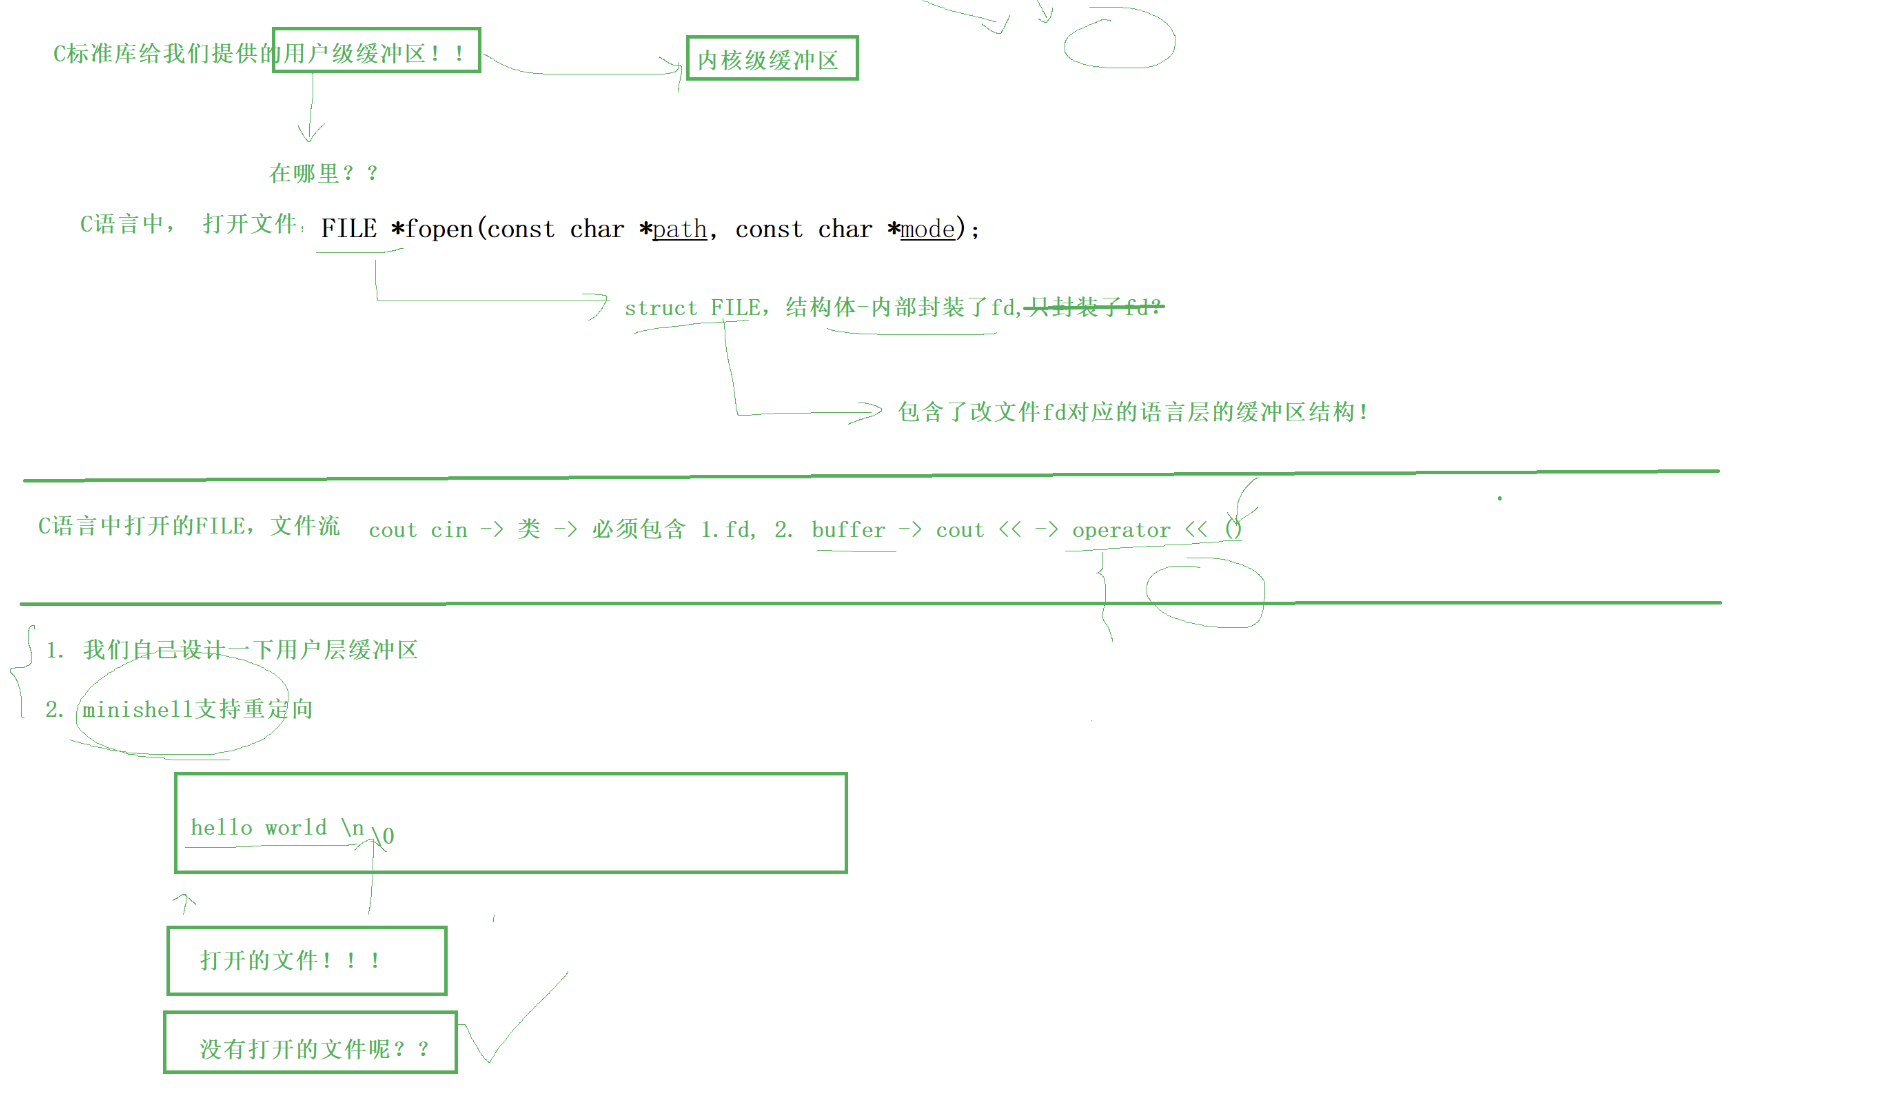 C标准库给我们提供的用户级缓冲区！！
内核级缓冲区
在哪里？？
C语言中， 打开文件：
FILE *fopen(const char *path, const char *mode);
struct FILE, 结构体-内部封装了fd,只封装了fd?
包含了改文件fd对应的语言层的缓冲区结构！
C语言中打开的FILE, 文件流
cout cin -> 类 -> 必须包含 1.fd, 2. buffer -> cout << -> operator << ()
1. 我们自己设计一下用户层缓冲区
2. minishell支持重定向
hello world \n
\0
打开的文件！！！
没有打开的文件呢？？